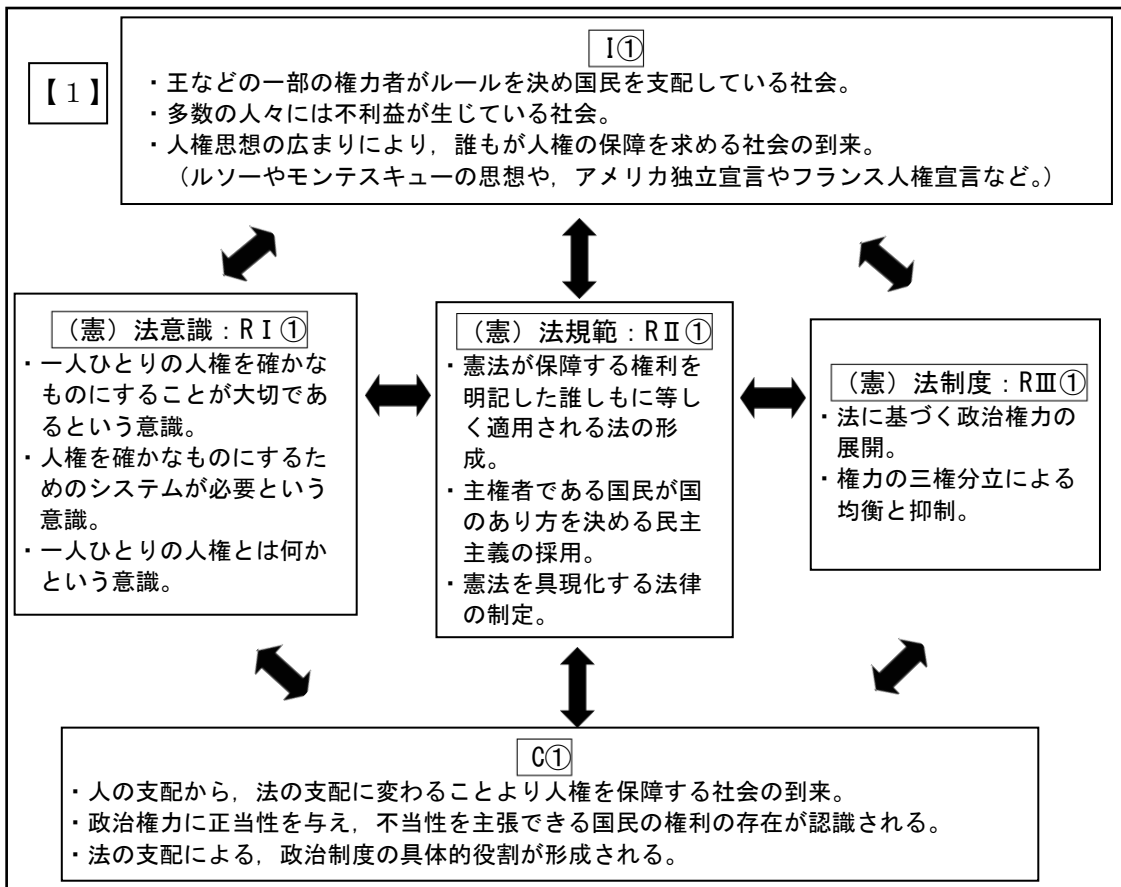 【1】
Ⅰ①
・王などの一部の権力者がルールを決め国民を支配している社会。
・多数の人々には不利益が生じている社会。
・人権思想の広まりにより，誰もが人権の保障を求める社会の到来。
（ルソーやモンテスキューの思想や，アメリカ独立宣言やフランス人権宣言など。）
（憲）法意識：RⅠ①
・一人ひとりの人権を確かな
ものにすることが大切であ
るという意識。
・人権を確かなものにするた
めのシステムが必要という
意識。
・一人ひとりの人権とは何か
という意識。
（憲）法規範：RⅡ①
・憲法が保障する権利を
明記した誰しもに等し
く適用される法の形
成。
・主権者である国民が国
のあり方を決める民主
主義の採用。
・憲法を具現化する法律
の制定。
（憲）法制度：RⅢ①
・法に基づく政治権力の
展開。
・権力の三権分立による
均衡と抑制。
C①
・人の支配から，法の支配に変わることより人権を保障する社会の到来。
・政治権力に正当性を与え，不当性を主張できる国民の権利の存在が認識される。
・法の支配による，政治制度の具体的役割が形成される。